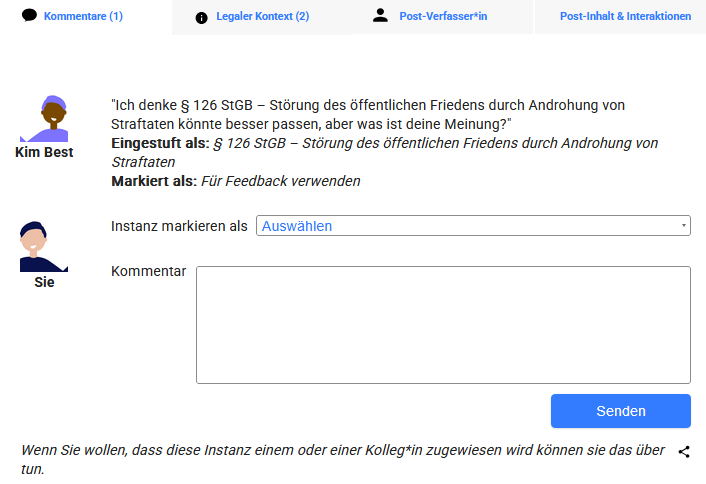 Kommentare (1)
Legaler Kontext (2)
Post-Verfasser*in
Post-Inhalt & Interaktionen
"Ich denke § 126 StGB – Störung des öffentlichen Friedens durch Androhung von
Straftaten könnte besser passen, aber was ist deine Meinung?"
Eingestuft als: § 126 StGB – Störung des öffentlichen Friedens durch Androhung von
Straftaten
Markiert als: Für Feedback verwenden
Kim Best
Instanz markieren als
Auswählen
Kommentar
Sie
Senden
Wenn Sie wollen, dass diese Instanz einem oder einer Kolleg*in zugewiesen wird können sie das über
tun.